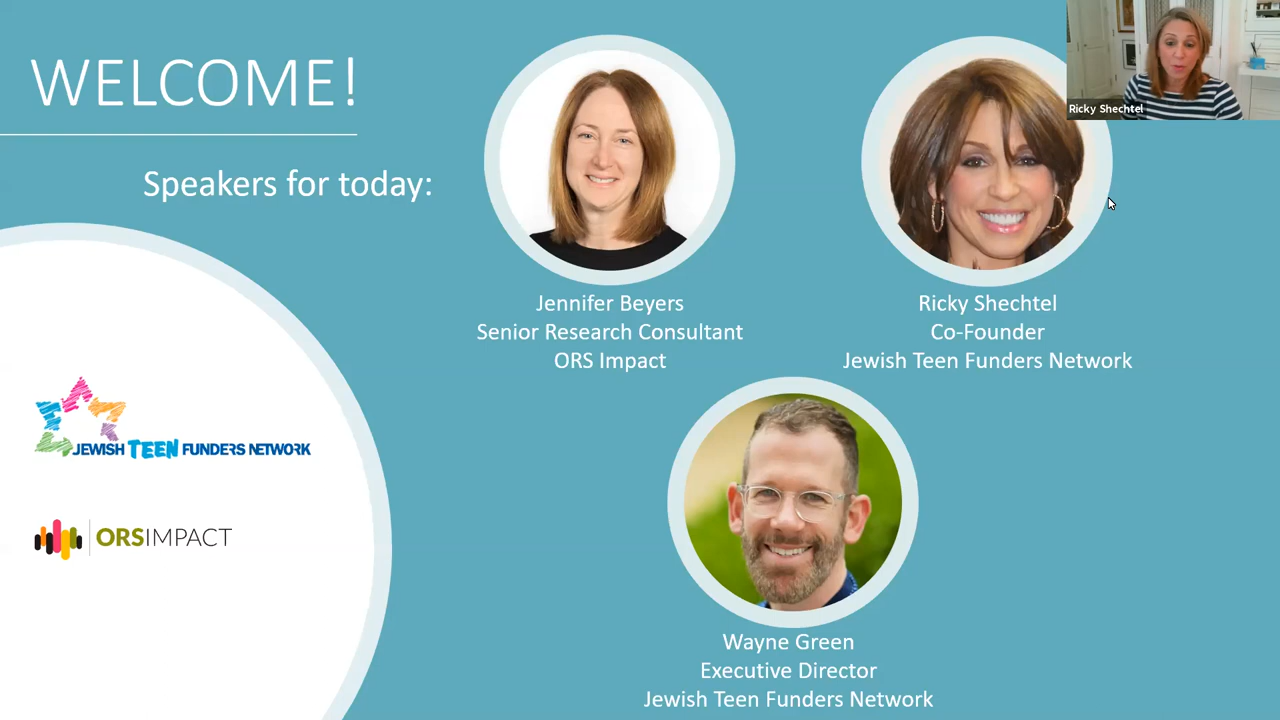 WELCOME!
Speakers for today:
Ricky Shechtel
Jennifer Beyers
Senior Research Consultant
ORS Impact
Ricky Shechtel
Co-Founder
Jewish Teen Funders Network
JEWISH TEEN FUNDERS NETWORK
ORSIMPACT
Wayne Green
Executive Director
Jewish Teen Funders Network